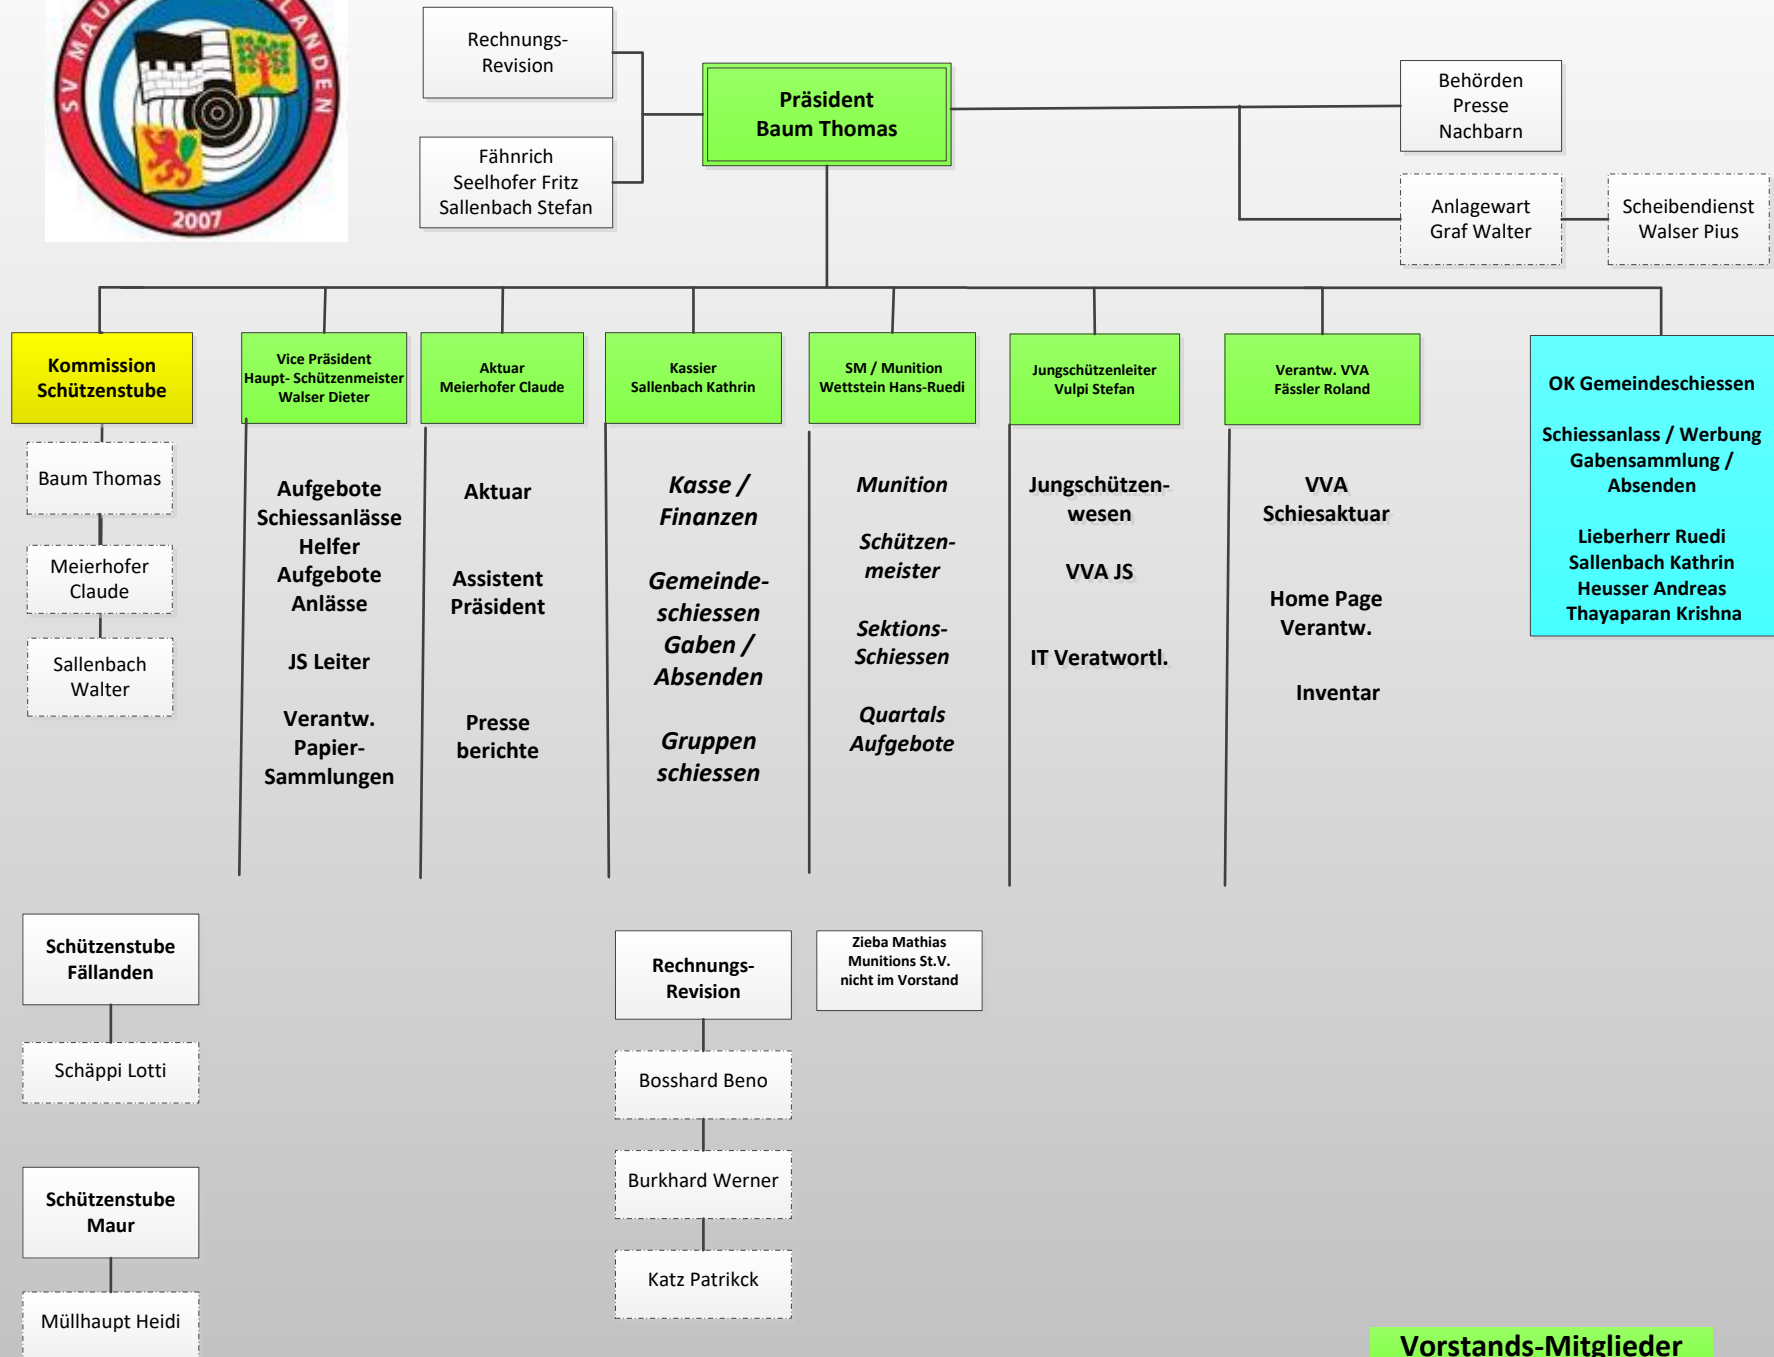 SV MAUR
LANDEN
2007
Rechnungs-
Revision
Fähnrich
Seelhofer Fritz
Sallenbach Stefan
Präsident
Baum Thomas
Behörden
Presse
Nachbarn
Anlagewart
Graf Walter
Scheibendienst
Walser Pius
Kommission
Schützenstube
Baum Thomas
Meierhofer
Claude
Sallenbach
Walter
Vice Präsident
Haupt- Schützenmeister
Walser Dieter
Aufgebote
Schiessanlässe
Helfer
Aufgebote
Anlässe
JS Leiter
Verantw.
Papier-
Sammlungen
Aktuar
Meierhofer Claude
Aktuar
Assistent
Präsident
Presse
berichte
Kassier
Sallenbach Kathrin
Kasse /
Finanzen
Gemeinde-
schiessen
Gaben /
Absenden
Gruppen
schiessen
SM / Munition
Wettstein Hans-Ruedi
Munition
Schützen-
meister
Sektions-
Schiessen
Quartals
Aufgebote
Jungschützenleiter
Vulpi Stefan
Jungschützen-
wesen
VVA JS
IT Veratwortl.
Verantw. VVA
Fässler Roland
VVA
Schiesaktuar
Home Page
Verantw.
Inventar
OK Gemeindeschiessen
Schiessanlass / Werbung
Gabensammlung /
Absenden
Lieberherr Ruedi
Sallenbach Kathrin
Heusser Andreas
Thayaparan Krishna
Schützenstube
Fällanden
Schäppi Lotti
Schützenstube
Maur
Müllhaupt Heidi
Rechnungs-
Revision
Bosshard Beno
Burkhard Werner
Katz Patrikck
Zieba Mathias
Munitions St.V.
nicht im Vorstand
Vorstands-Mitglieder